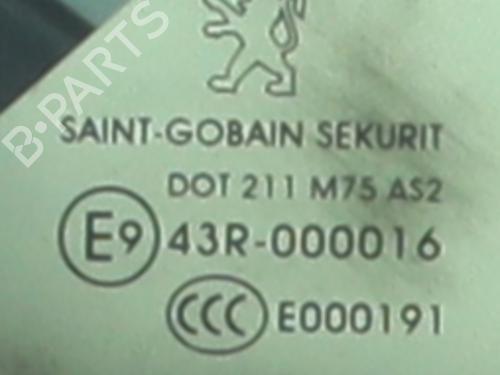 B-PARTS
SAINT-GOBAIN SEKURIT
DOT 211 M75 AS2
E9 43R-000016
CCC E000191